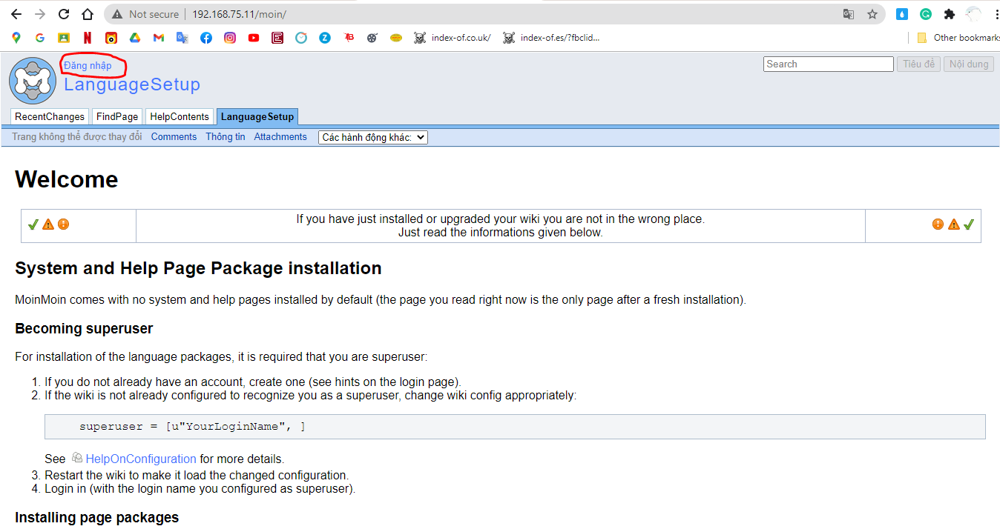 Not secure | 192.168.75.11/moin/
index-of.co.uk/ index-of.es/?fbclid... Other bookmarks
Đăng nhập
LanguageSetup
Search Tiêu đề Nội dung
RecentChanges FindPage HelpContents LanguageSetup
Trang không thể được thay đổi Comments Thông tin Attachments Các hành động khác:
Welcome
If you have just installed or upgraded your wiki you are not in the wrong place.
Just read the informations given below.
System and Help Page Package installation
MoinMoin comes with no system and help pages installed by default (the page you read right now is the only page after a fresh installation).
Becoming superuser
For installation of the language packages, it is required that you are superuser:
1. If you do not already have an account, create one (see hints on the login page).
2. If the wiki is not already configured to recognize you as a superuser, change wiki config appropriately:
superuser = [u"YourLoginName", ]
See HelpOnConfiguration for more details.
3. Restart the wiki to make it load the changed configuration.
4. Login in (with the login name you configured as superuser).
Installing page packages